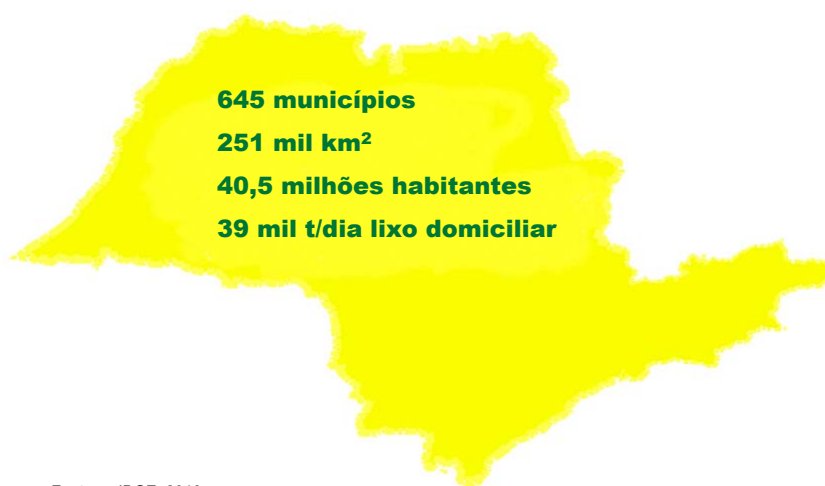 645 municípios
251 mil km²
40,5 milhões habitantes
39 mil t/dia lixo domiciliar